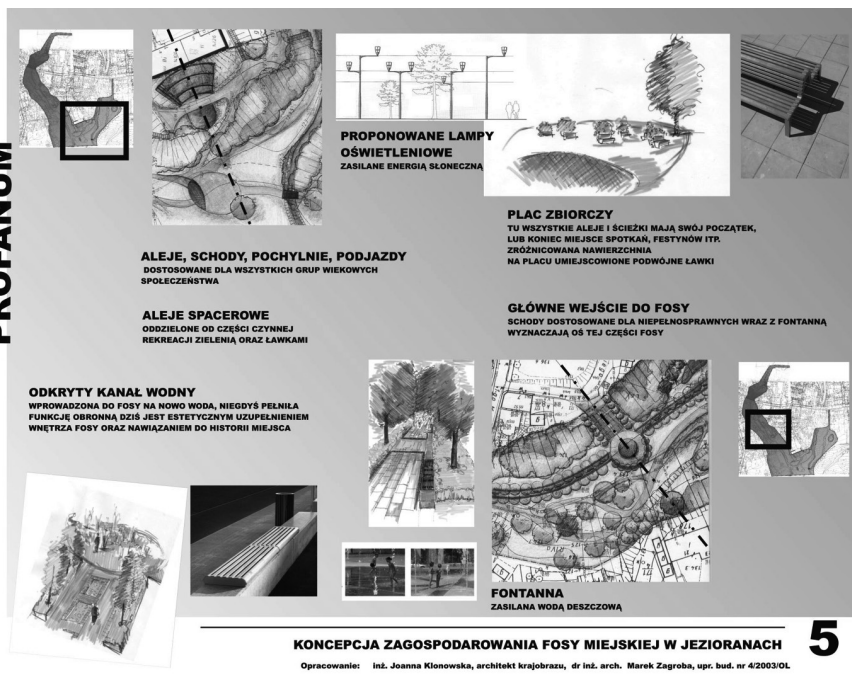 PROFANUM
PROPONOWANE LAMPY
OŚWIETLENIOWE
ZASILANE ENERGIĄ SŁONECZNĄ
PLAC ZBIORCZY
TU WSZYSTKIE ALEJE I ŚCIEŻKI MAJĄ SWÓJ POCZĄTEK,
LUB KONIEC MIEJSCE SPOTKAŃ, FESTYNÓW ITP.
ZRÓŻNICOWANA NAWIERZCHNIA
NA PLACU UMIEJSCOWIONE PODWÓJNE ŁAWKI
ALEJE, SCHODY, POCHYLNIE, PODJAZDY
DOSTOSOWANE DLA WSZYSTKICH GRUP WIEKOWYCH
SPOŁECZEŃSTWA
ALEJE SPACEROWE
ODDZIELONE OD CZĘŚCI CZYNNEJ
REKREACJI ZIELENIĄ ORAZ ŁAWKAMI
GŁÓWNE WEJŚCIE DO FOSY
SCHODY DOSTOSOWANE DLA NIEPEŁNOSPRAWNYCH WRAZ Z FONTANNĄ
WYZNACZAJĄ OŚ TEJ CZĘŚCI FOSY
ODKRYTY KANAŁ WODNY
WPROWADZONA DO FOSY NA NOWO WODA, NIEGDYŚ PEŁNIŁA
FUNKCJĘ OBRONNĄ DZIŚ JEST ESTETYCZNYM UZUPEŁNIENIEM
WNĘTRZA FOSY ORAZ NAWIĄZANIEM DO HISTORII MIEJSCA
FONTANNA
ZASILANA WODĄ DESZCZOWĄ
KONCEPCJA ZAGOSPODAROWANIA FOSY MIEJSKIEJ W JEZIORANACH
5
Opracowanie: inż. Joanna Klonowska, architekt krajobrazu, dr inż. arch. Marek Zagroba, upr. bud. nr 4/2003/OL